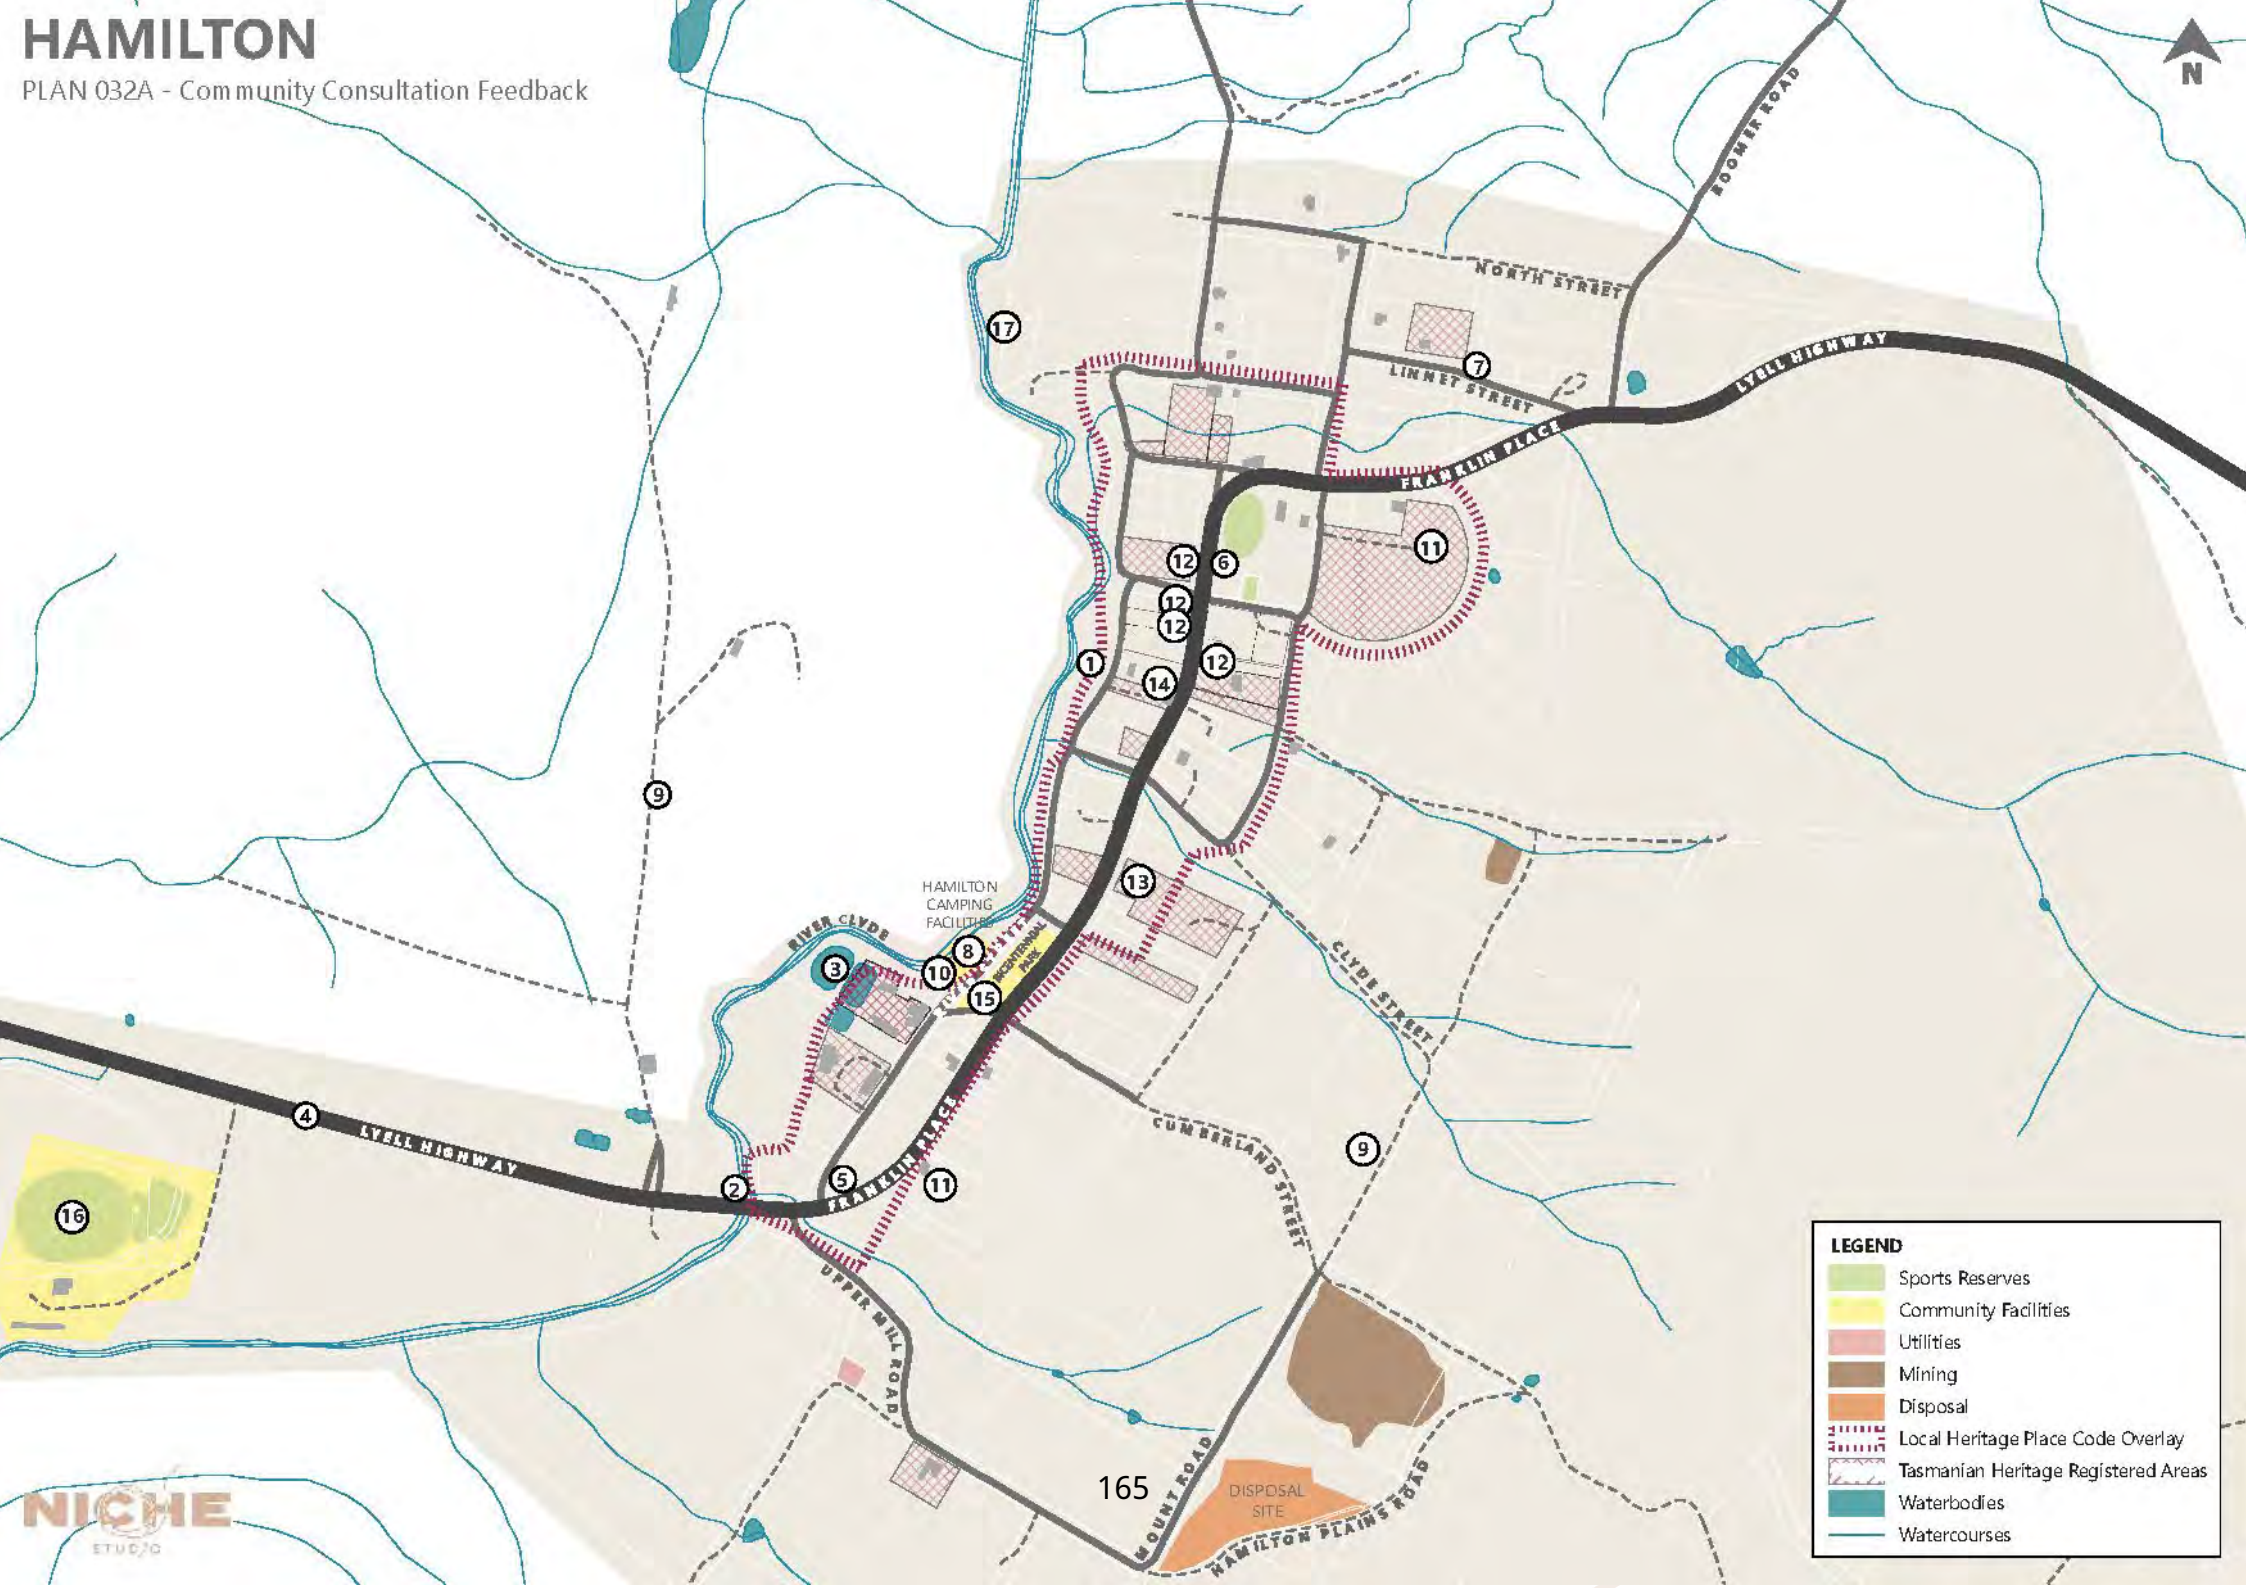 HAMILTON
PLAN 032A - Community Consultation Feedback
N
BOOMER ROAD
NORTH STREET
17
7
LINNET STREET
LYELL HIGHWAY
FRANKLIN PLACE
11
12
6
12
12
1
12
14
9
13
HAMILTON
CAMPING
FACILITIES
RIVER CLYDE
8
BICENTENNIAL
PARK
3
10
15
CLYDE STREET
4
LYELL HIGHWAY
CUMBERLAND STREET
9
2
5
FRANKLIN PLACE
11
16
UPPER MILL ROAD
LEGEND
Sports Reserves
Community Facilities
Utilities
Mining
Disposal
Local Heritage Place Code Overlay
Tasmanian Heritage Registered Areas
Waterbodies
Watercourses
165
MOUNT ROAD
DISPOSAL
SITE
HAMILTON PLAINS ROAD
NICHE
STUDIO